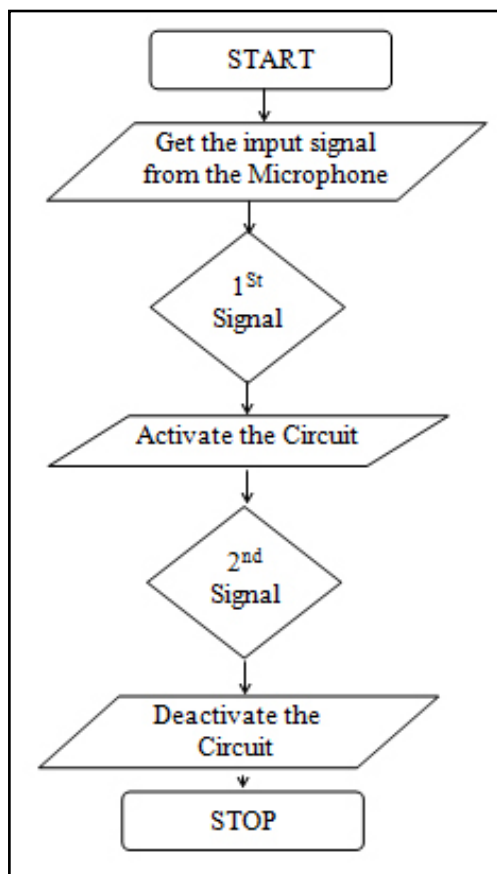 START
Get the input signal
from the Microphone
1St
Signal
Activate the Circuit
2nd
Signal
Deactivate the
Circuit
STOP